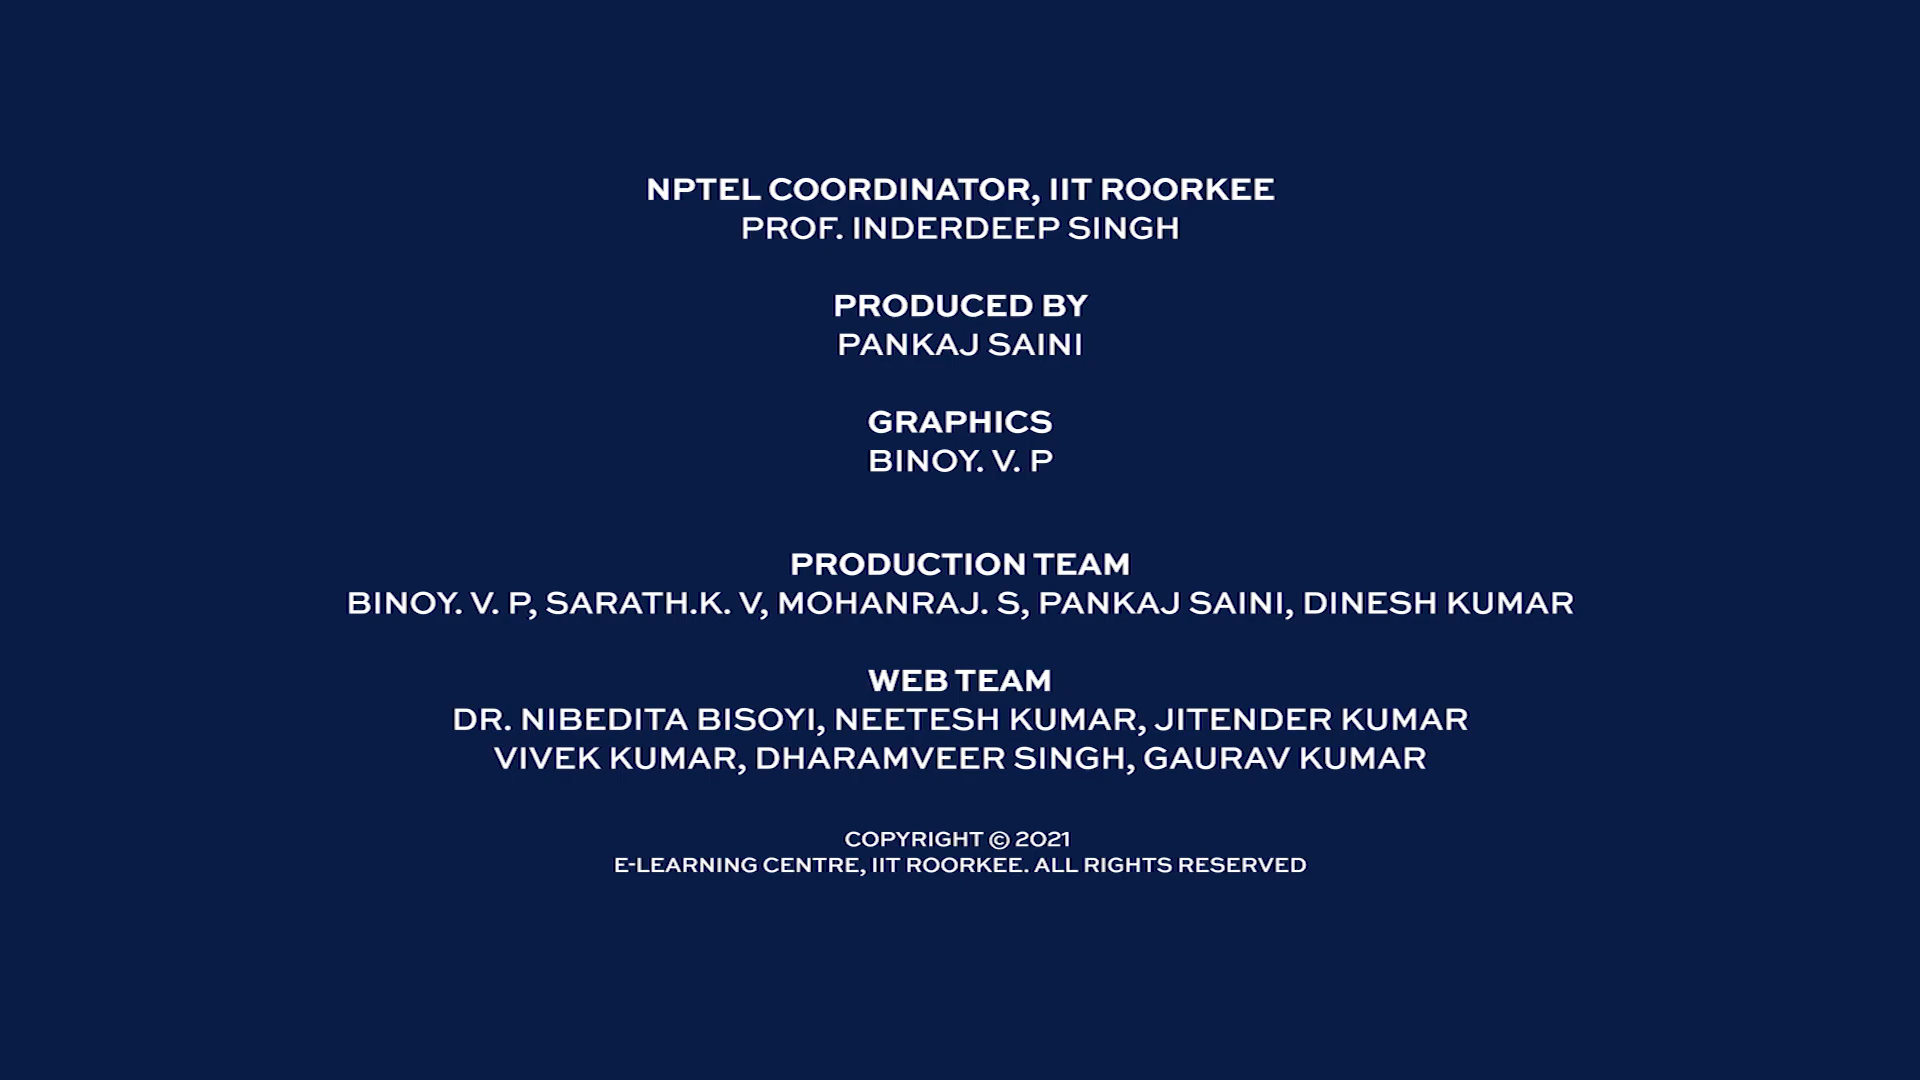 NPTEL COORDINATOR, IIT ROORKEE
PROF. INDERDEEP SINGH
PRODUCED BY
PANKAJ SAINI
GRAPHICS
BINOY. V. P
PRODUCTION TEAM
BINOY. V. P, SARATH.K. V, MOHANRAJ. S, PANKAJ SAINI, DINESH KUMAR
WEB TEAM
DR. NIBEDITA BISOYI, NEETESH KUMAR, JITENDER KUMAR
VIVEK KUMAR, DHARAMVEER SINGH, GAURAV KUMAR
COPYRIGHT © 2021
E-LEARNING CENTRE, IIT ROORKEE. ALL RIGHTS RESERVED